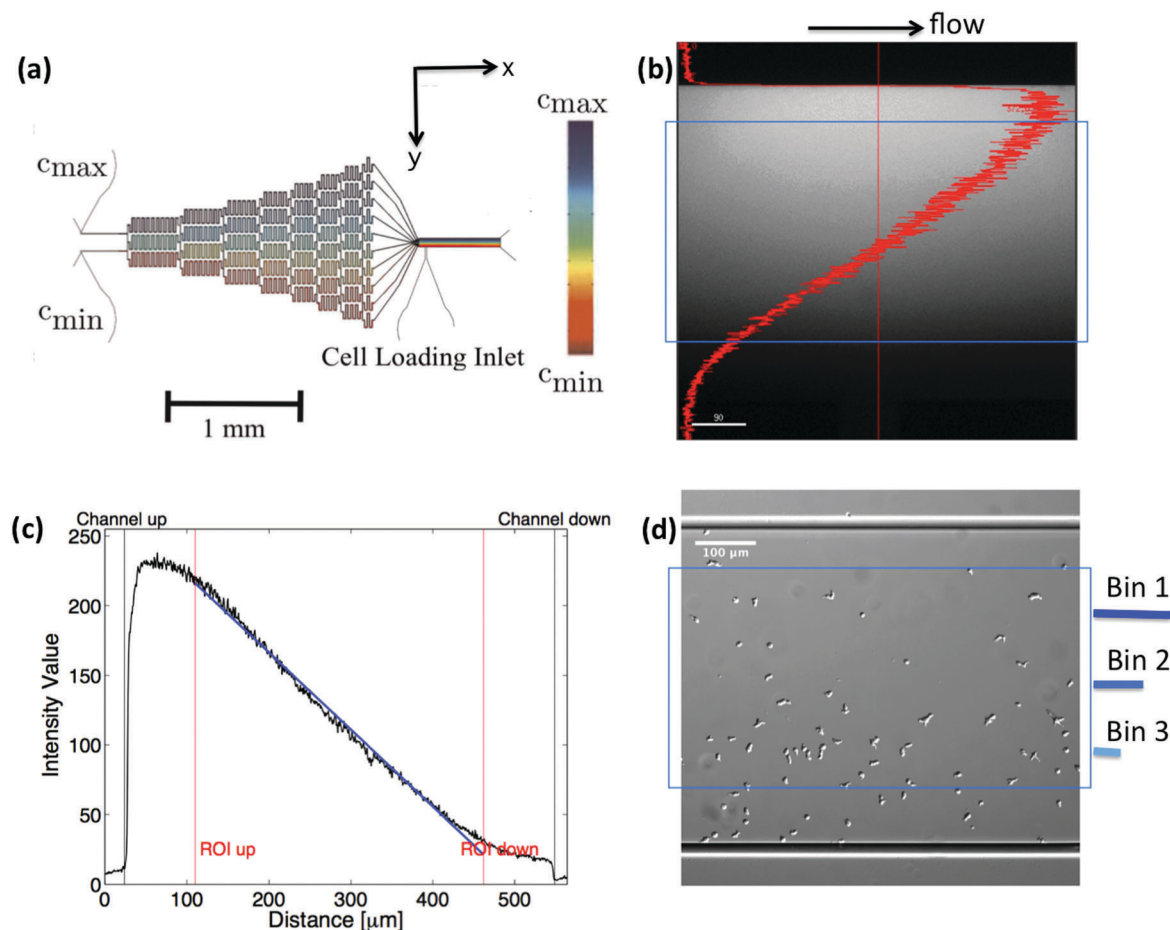 flow
(a)
x
y
cmax
cmin
cmax
cmin
Cell Loading Inlet
1 mm
(b)
90
(c)
Channel up
Channel down
250
200
150
100
50
0
Intensity Value
ROI up
ROI down
0
100
200
300
400
500
Distance [µm]
(d)
100 µm
Bin 1
Bin 2
Bin 3